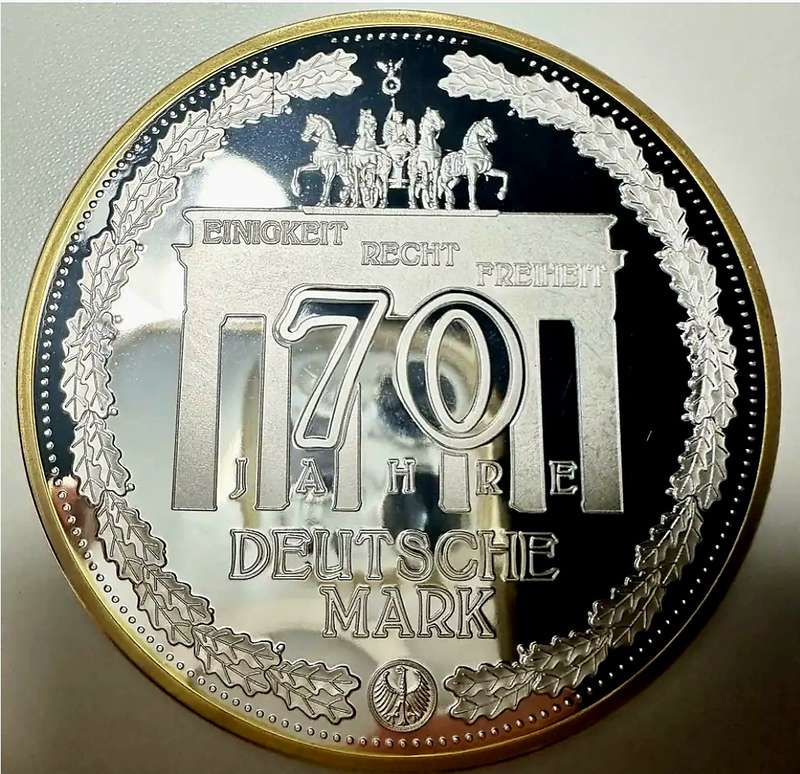 EINIGKEIT
RECHT
FREIHEIT
70
JAHRE
DEUTSCHE
MARK